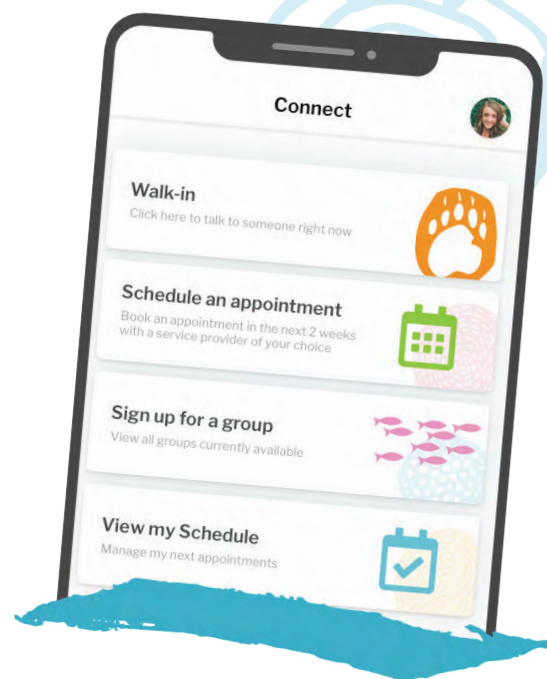 Connect
Walk-in
Click here to talk to someone right now
Schedule an appointment
Book an appointment in the next 2 weeks
with a service provider of your choice
Sign up for a group
View all groups currently available
View my Schedule
Manage my next appointments